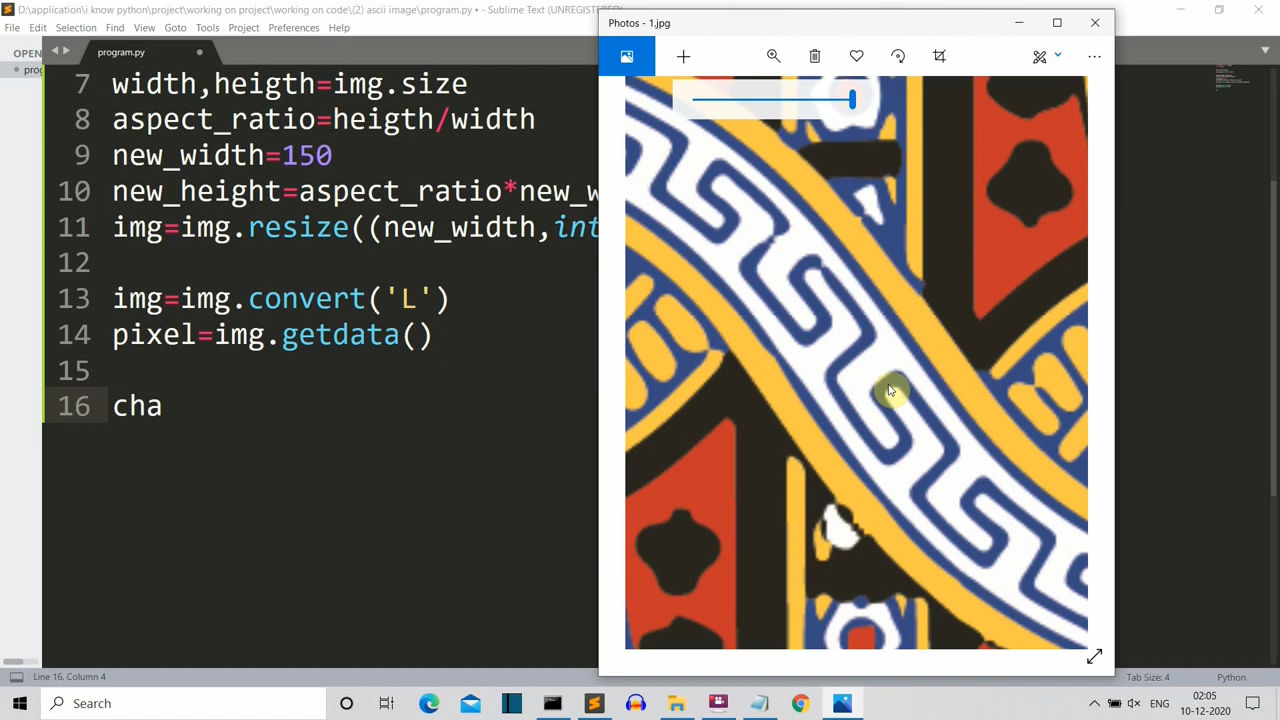 D:\application\i know python\working on python\working on code\(2) ascii image\program.py • - Sublime Text (UNREGISTERED)
File Edit Selection Find View Goto Tools Project Preferences Help
OPEN
program.py
prog
7 width,heigth=img.size
8 aspect_ratio=heigth/width
9 new_width=150
10 new_height=aspect_ratio*new_w
11 img=img.resize((new_width,int
12
13 img=img.convert('L')
14 pixel=img.getdata()
15
16 cha
Photos - 1.jpg
Line 16, Column 4
Tab Size: 4
Python
Search
ENG
02:05
10-12-2020